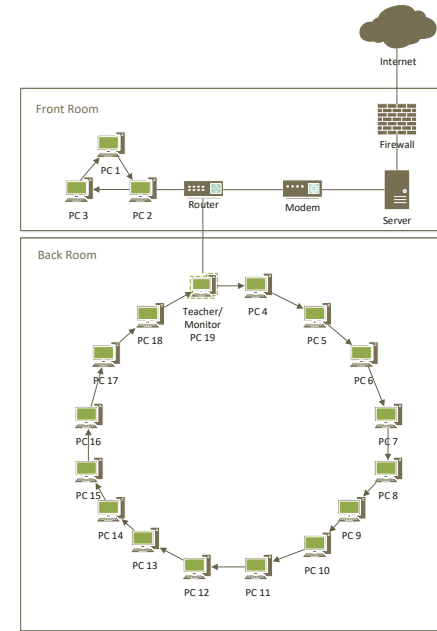 Internet
Front Room
Firewall
PC 1
PC 3
PC 2
Router
Modem
Server
Back Room
Teacher/
Monitor
PC 19
PC 4
PC 18
PC 5
PC 17
PC 6
PC 16
PC 7
PC 15
PC 8
PC 14
PC 9
PC 13
PC 10
PC 12
PC 11